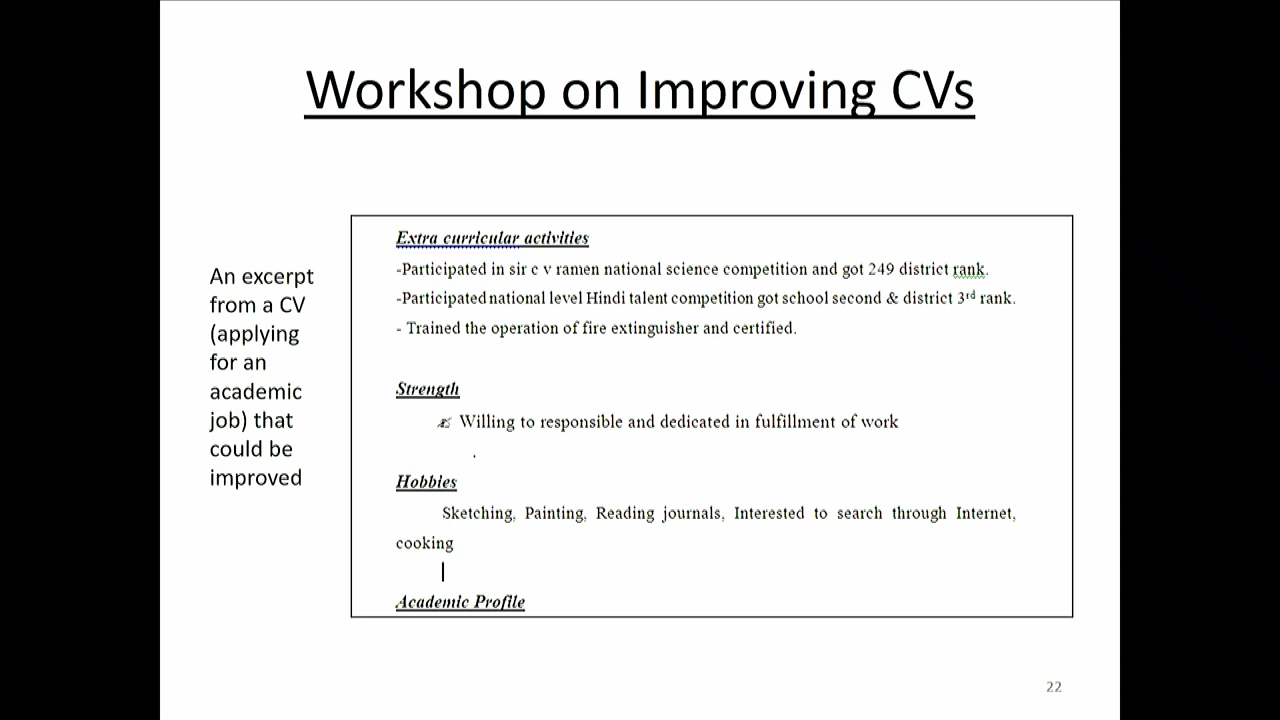 Workshop on Improving CVs
An excerpt
from a CV
(applying
for an
academic
job) that
could be
improved
Extra curricular activities
-Participated in sir c v ramen national science competition and got 249 district rank.
-Participated national level Hindi talent competition got school second & district 3rd rank.
- Trained the operation of fire extinguisher and certified.
Strength
Willing to responsible and dedicated in fulfillment of work
.
Hobbies
Sketching, Painting, Reading journals, Interested to search through Internet,
cooking
Academic Profile
22